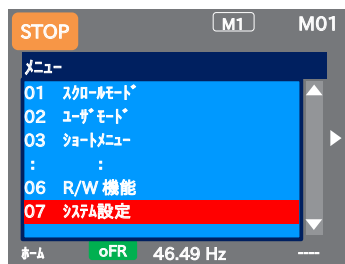 STOP M1 M01
ﾒﾆｭｰ
01 ｽｸﾛｰﾙﾓｰﾄﾞ
02 ﾕｰｻﾞﾓｰﾄﾞ
03 ｼｮｰﾄﾒﾆｭｰ
: :
06 R/W 機能
07 ｼｽﾃﾑ設定
ﾎｰﾑ oFR 46.49 Hz ----